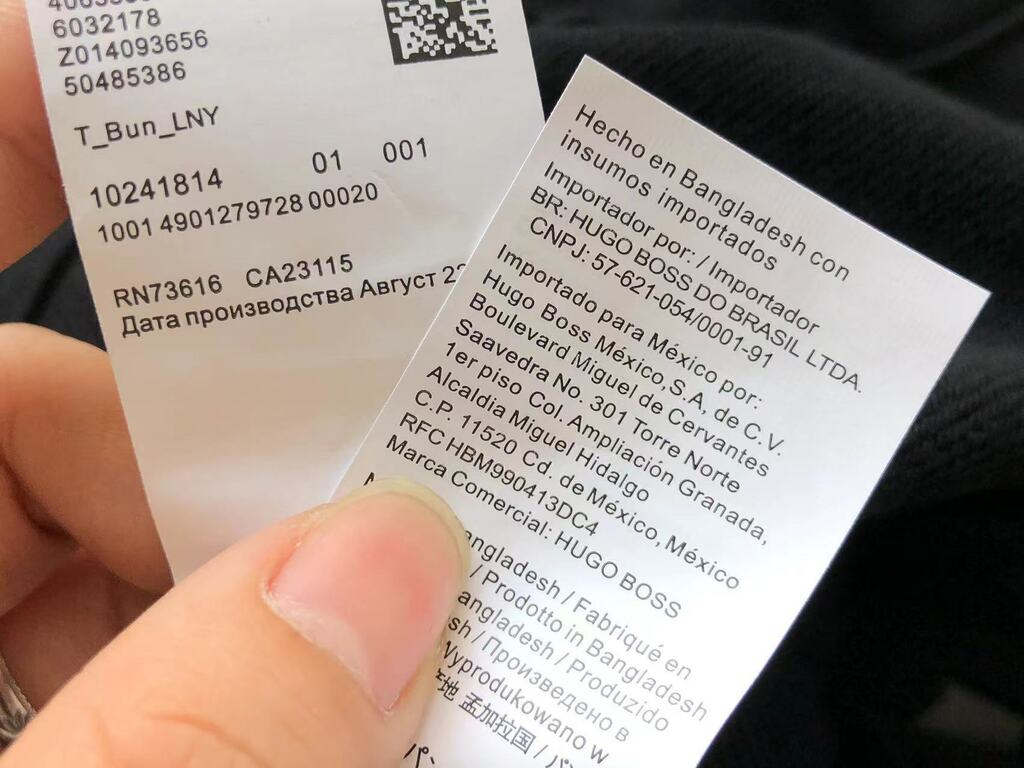 6032178
Z014093656
50485386
T_Bun_LNY
10241814 01 001
1001 4901279728 00020
RN73616 CA23115
Дата производства Август
Hecho en Bangladesh con
insumos importados
Importador por: / Importador
BR: HUGO BOSS DO BRASIL LTDA.
CNPJ: 57-621-054/0001-91
Importado para México por:
Hugo Boss México,S.A, de C.V.
Boulevard Miguel de Cervantes
Saavedra No. 301 Torre Norte
1er piso Col. Ampliación Granada,
Alcaldia Miguel Hidalgo
C.P. 11520 Cd. de México, México
RFC HBM990413DC4
Marca Comercial: HUGO BOSS
/ Fabriqué en
/ Prodotto in Bangladesh
/ Produzido
/ Произведено в
Wyprodukowano w
地 孟加拉国 /